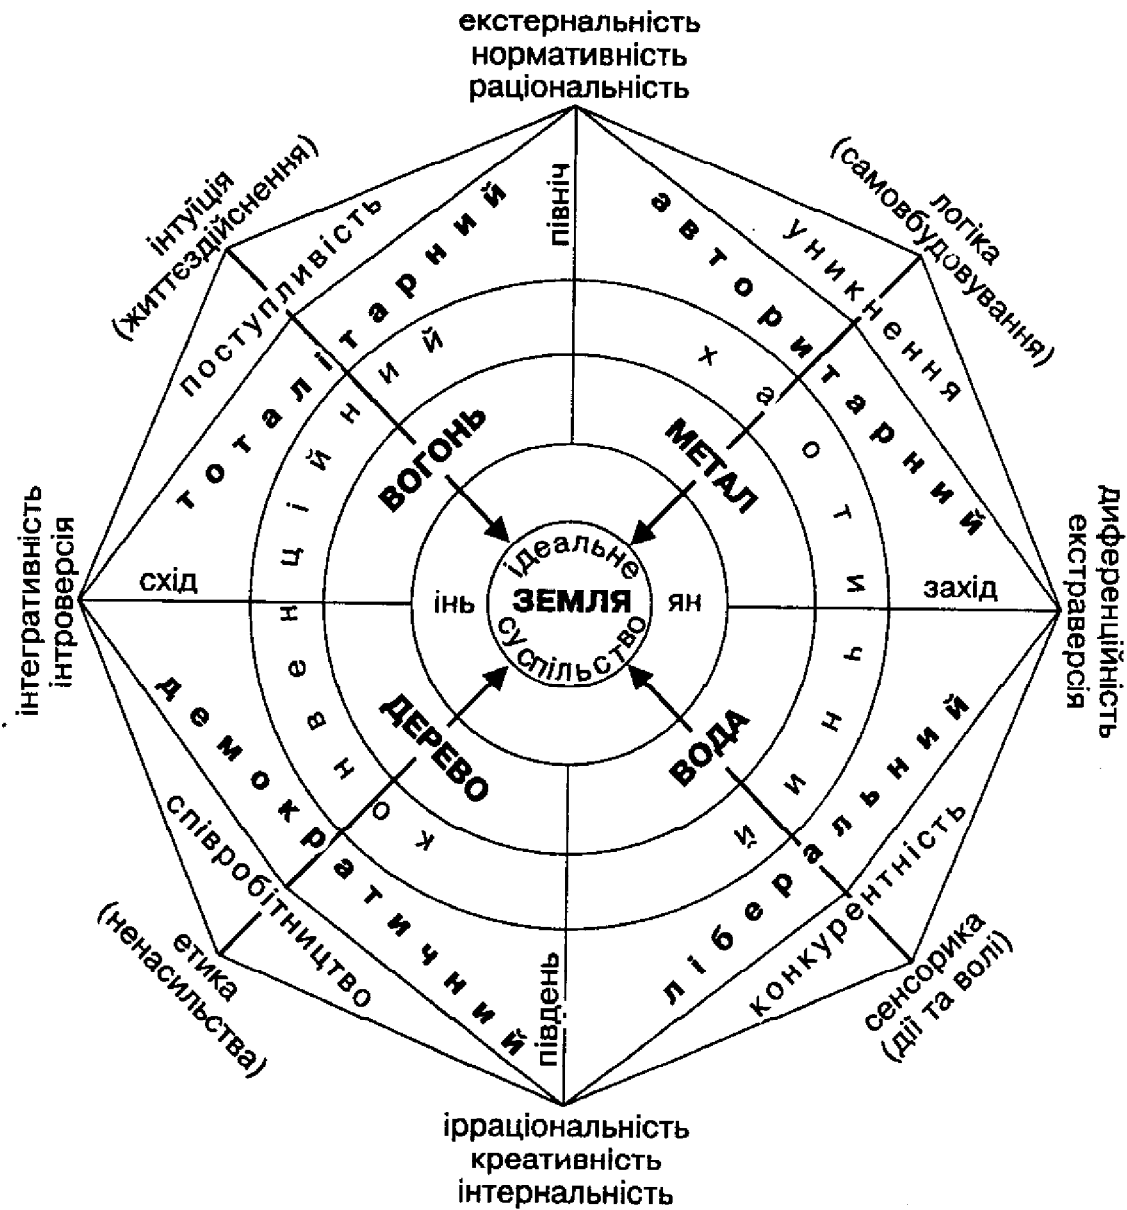 екстернальність
нормативність
раціональність
інтуїція
(життєздійснення)
логіка
(самовбудовування)
поступливість
уникнення
тоталітарний
авторитарний
північ
конвенційний
хаотичний
ВОГОНЬ
МЕТАЛ
інтегративність
інтроверсія
диференційність
екстраверсія
схід
захід
інь
ідеальне
ЗЕМЛЯ
суспільство
ян
ДЕРЕВО
ВОДА
демократичний
ліберальний
співробітництво
конкурентність
південь
етика
(ненасильства)
сенсорика
(дії та волі)
ірраціональність
креативність
інтернальність